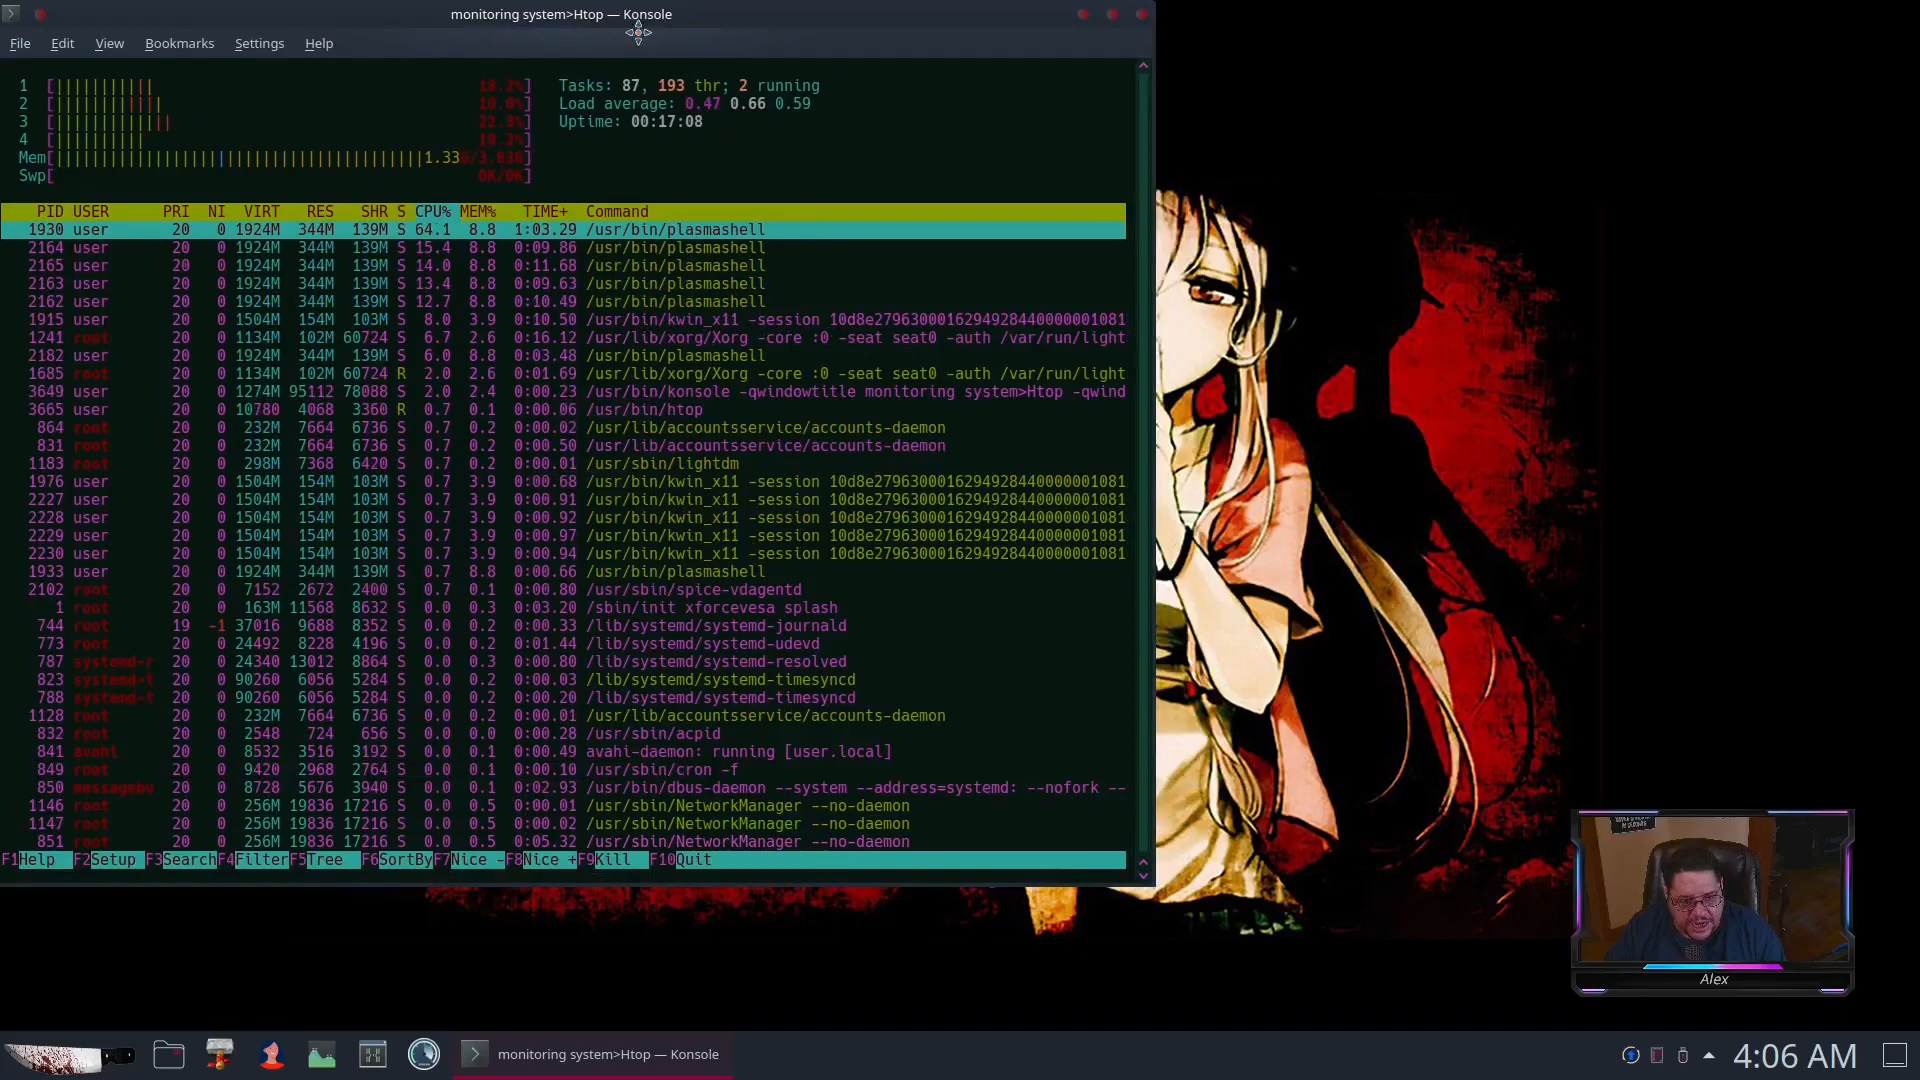 monitoring system>Htop — Konsole
File Edit View Bookmarks Settings Help
1 [|||||||||||  18.2%] Tasks: 87, 193 thr; 2 running
2 [||||||||||||  ] Load average: 0.47 0.66 0.59
3 [|||||||||||||  22.3%] Uptime: 00:17:08
4 [||||||||||  18.2%]
Mem[|||||||||||||||||||||||||||||||||||||||||1.33G/3.83G]
Swp[ 0K/0K]
PID USER PRI NI VIRT RES SHR S CPU% MEM% TIME+ Command
1930 user 20 0 1924M 344M 139M S 64.1 8.8 1:03.29 /usr/bin/plasmashell
2164 user 20 0 1924M 344M 139M S 15.4 8.8 0:09.86 /usr/bin/plasmashell
2165 user 20 0 1924M 344M 139M S 14.0 8.8 0:11.68 /usr/bin/plasmashell
2163 user 20 0 1924M 344M 139M S 13.4 8.8 0:09.63 /usr/bin/plasmashell
2162 user 20 0 1924M 344M 139M S 12.7 8.8 0:10.49 /usr/bin/plasmashell
1915 user 20 0 1504M 154M 103M S 8.0 3.9 0:10.50 /usr/bin/kwin_x11 -session 10d8e2796300016294928440000001081
1241 root 20 0 1134M 102M 60724 S 6.7 2.6 0:16.12 /usr/lib/xorg/Xorg -core :0 -seat seat0 -auth /var/run/light
2182 user 20 0 1924M 344M 139M S 6.0 8.8 0:03.48 /usr/bin/plasmashell
1685 root 20 0 1134M 102M 60724 R 2.0 2.6 0:01.69 /usr/lib/xorg/Xorg -core :0 -seat seat0 -auth /var/run/light
3649 user 20 0 1274M 95112 78088 S 2.0 2.4 0:00.23 /usr/bin/konsole -qwindowtitle monitoring system>Htop -qwind
3665 user 20 0 10780 4068 3360 R 0.7 0.1 0:00.06 /usr/bin/htop
864 root 20 0 232M 7664 6736 S 0.7 0.2 0:00.02 /usr/lib/accountsservice/accounts-daemon
831 root 20 0 232M 7664 6736 S 0.7 0.2 0:00.50 /usr/lib/accountsservice/accounts-daemon
1183 root 20 0 298M 7368 6420 S 0.7 0.2 0:00.01 /usr/sbin/lightdm
1976 user 20 0 1504M 154M 103M S 0.7 3.9 0:00.68 /usr/bin/kwin_x11 -session 10d8e2796300016294928440000001081
2227 user 20 0 1504M 154M 103M S 0.7 3.9 0:00.91 /usr/bin/kwin_x11 -session 10d8e2796300016294928440000001081
2228 user 20 0 1504M 154M 103M S 0.7 3.9 0:00.92 /usr/bin/kwin_x11 -session 10d8e2796300016294928440000001081
2229 user 20 0 1504M 154M 103M S 0.7 3.9 0:00.97 /usr/bin/kwin_x11 -session 10d8e2796300016294928440000001081
2230 user 20 0 1504M 154M 103M S 0.7 3.9 0:00.94 /usr/bin/kwin_x11 -session 10d8e2796300016294928440000001081
1933 user 20 0 1924M 344M 139M S 0.7 8.8 0:00.66 /usr/bin/plasmashell
2102 root 20 0 7152 2672 2400 S 0.7 0.1 0:00.80 /usr/sbin/spice-vdagentd
1 root 20 0 163M 11568 8632 S 0.0 0.3 0:03.20 /sbin/init xforcevesa splash
744 root 19 -1 37016 9688 8352 S 0.0 0.2 0:00.33 /lib/systemd/systemd-journald
773 root 20 0 24492 8228 4196 S 0.0 0.2 0:01.44 /lib/systemd/systemd-udevd
787 systemd-r 20 0 24340 13012 8864 S 0.0 0.3 0:00.80 /lib/systemd/systemd-resolved
823 systemd-t 20 0 90260 6056 5284 S 0.0 0.2 0:00.03 /lib/systemd/systemd-timesyncd
788 systemd-t 20 0 90260 6056 5284 S 0.0 0.2 0:00.20 /lib/systemd/systemd-timesyncd
1128 root 20 0 232M 7664 6736 S 0.0 0.2 0:00.01 /usr/lib/accountsservice/accounts-daemon
832 root 20 0 2548 724 656 S 0.0 0.0 0:00.28 /usr/sbin/acpid
841 avahi 20 0 8532 3516 3192 S 0.0 0.1 0:00.49 avahi-daemon: running [user.local]
849 root 20 0 9420 2968 2764 S 0.0 0.1 0:00.10 /usr/sbin/cron -f
850 messagebu 20 0 8728 5676 3940 S 0.0 0.1 0:02.93 /usr/bin/dbus-daemon --system --address=systemd: --nofork --
1146 root 20 0 256M 19836 17216 S 0.0 0.5 0:00.01 /usr/sbin/NetworkManager --no-daemon
1147 root 20 0 256M 19836 17216 S 0.0 0.5 0:00.02 /usr/sbin/NetworkManager --no-daemon
851 root 20 0 256M 19836 17216 S 0.0 0.5 0:05.32 /usr/sbin/NetworkManager --no-daemon
F1Help F2Setup F3SearchF4FilterF5Tree F6SortByF7Nice -F8Nice +F9Kill F10Quit
Alex
monitoring system>Htop — Konsole
4:06 AM